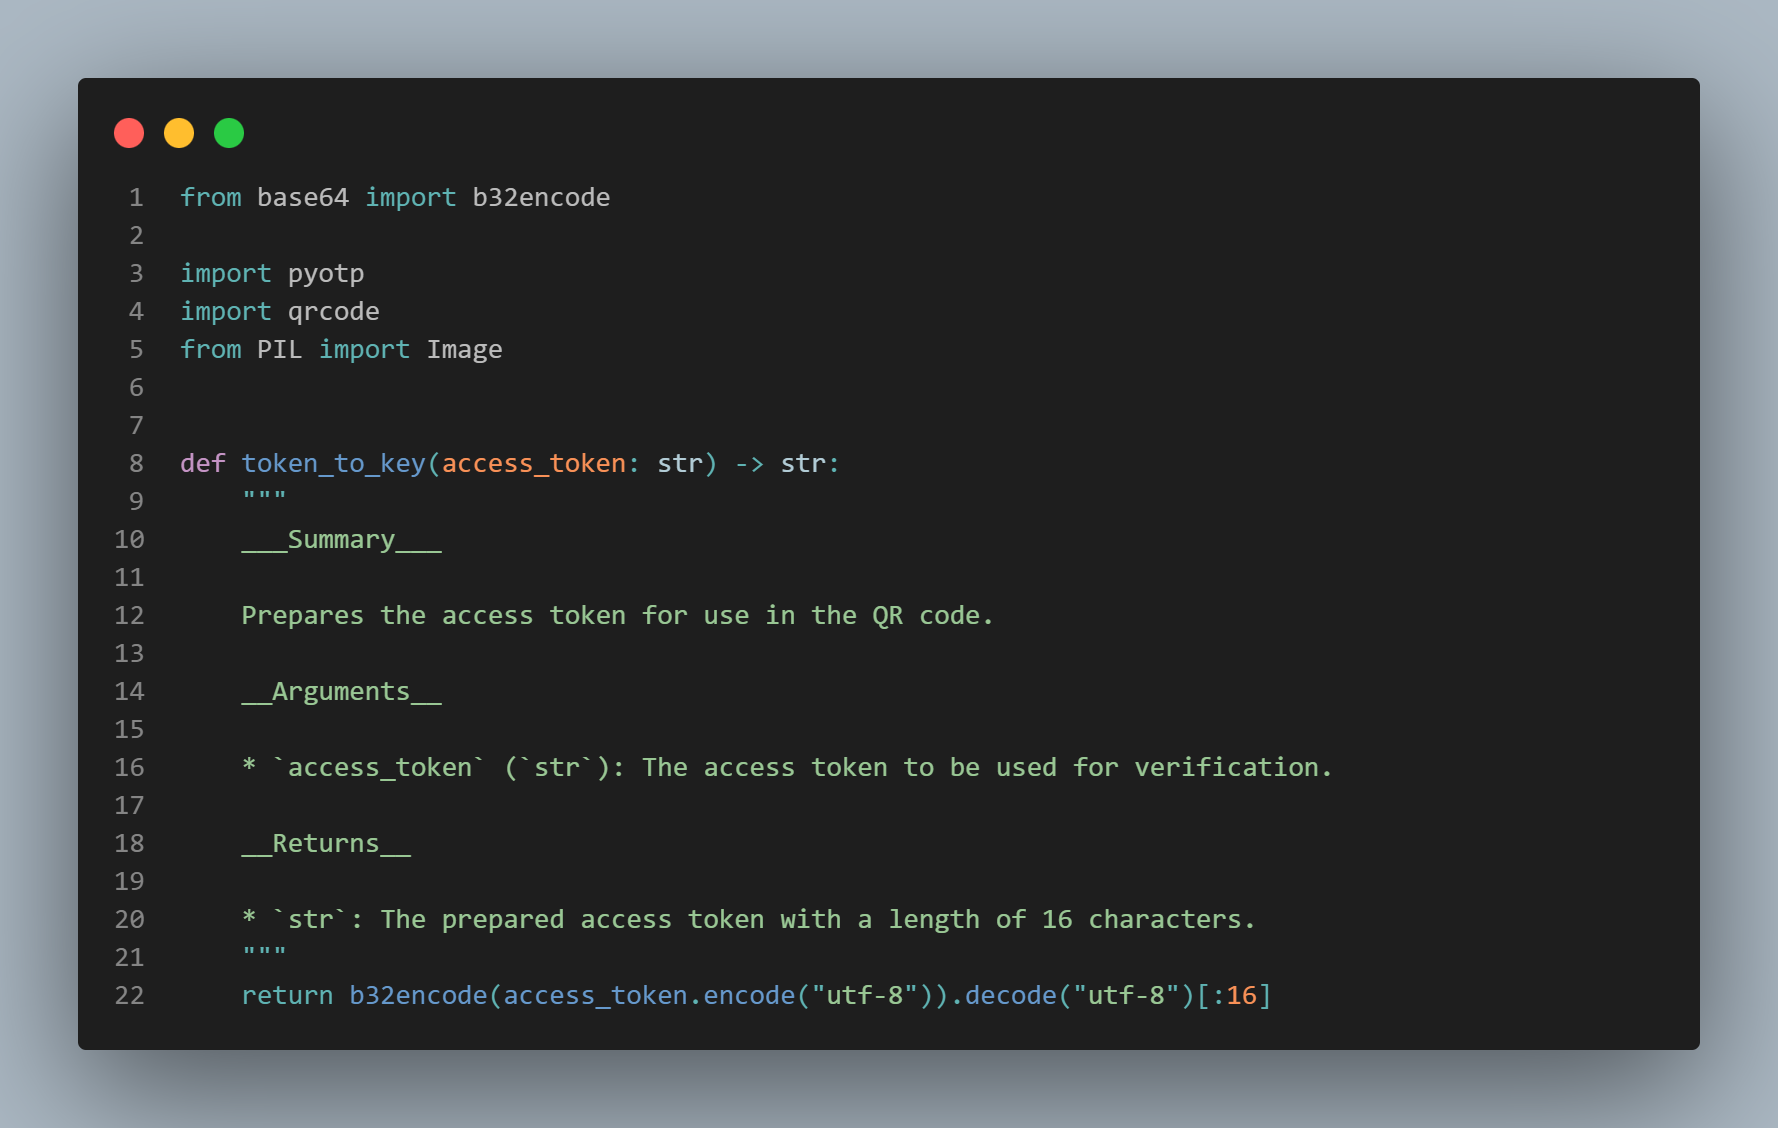 1 from base64 import b32encode
2
3 import pyotp
4 import qrcode
5 from PIL import Image
6
7
8 def token_to_key(access_token: str) -> str:
9     """
10     ___Summary___
11
12     Prepares the access token for use in the QR code.
13
14     __Arguments__
15
16     * `access_token` (`str`): The access token to be used for verification.
17
18     __Returns__
19
20     * `str`: The prepared access token with a length of 16 characters.
21     """
22     return b32encode(access_token.encode("utf-8")).decode("utf-8")[:16]